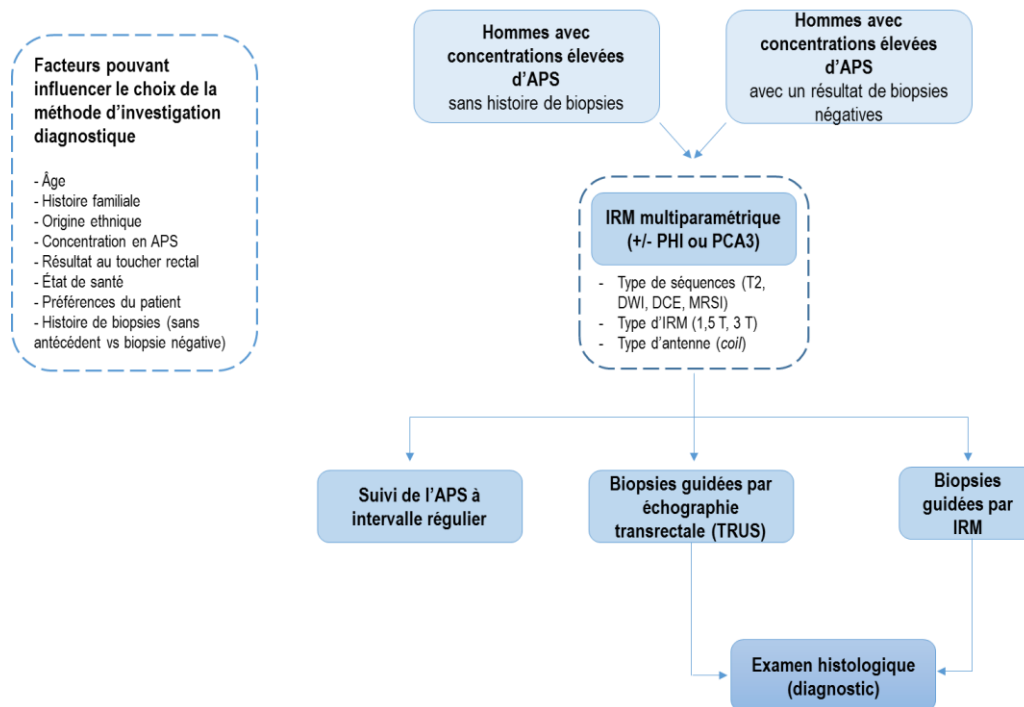 Facteurs pouvant
influencer le choix de la
méthode d'investigation
diagnostique
- Âge
- Histoire familiale
- Origine ethnique
- Concentration en APS
- Résultat au toucher rectal
- État de santé
- Préférences du patient
- Histoire de biopsies (sans
antécédent vs biopsie négative)
Hommes avec
concentrations élevées
d'APS
sans histoire de biopsies
Hommes avec
concentrations élevées
d'APS
avec un résultat de biopsies
négatives
IRM multiparamétrique
(+/- PHI ou PCA3)
- Type de séquences (T2,
DWI, DCE, MRSI)
- Type d'IRM (1,5 T, 3 T)
- Type d'antenne (coil)
Suivi de l'APS à
intervalle régulier
Biopsies guidées par
échographie
transrectale (TRUS)
Biopsies
guidées par
IRM
Examen histologique
(diagnostic)